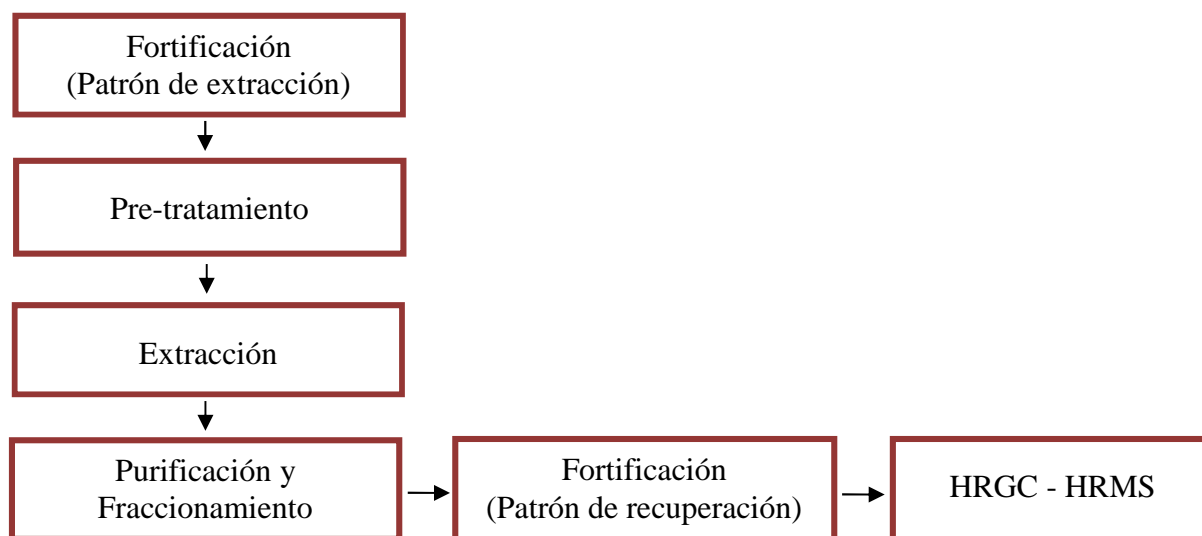 Fortificación
(Patrón de extracción)
Pre-tratamiento
Extracción
Purificación y
Fraccionamiento
Fortificación
(Patrón de recuperación)
HRGC - HRMS